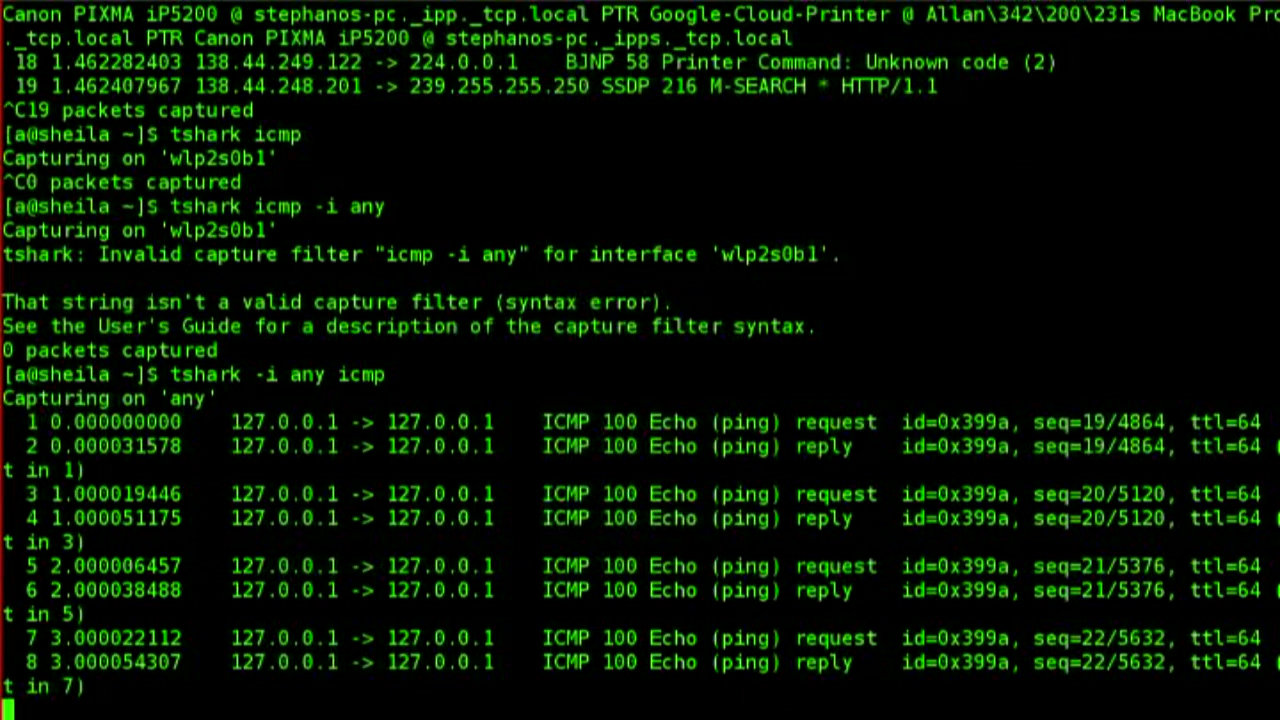 Canon PIXMA iP5200 @ stephanos-pc._ipp._tcp.local PTR Google-Cloud-Printer @ Allan\342\200\231s MacBook Pro
._tcp.local PTR Canon PIXMA iP5200 @ stephanos-pc._ipps._tcp.local
18 1.462282403 138.44.249.122 -> 224.0.0.1 BJNP 58 Printer Command: Unknown code (2)
19 1.462407967 138.44.248.201 -> 239.255.255.250 SSDP 216 M-SEARCH * HTTP/1.1
^C19 packets captured
[a@sheila ~]$ tshark icmp
Capturing on 'wlp2s0b1'
^C0 packets captured
[a@sheila ~]$ tshark icmp -i any
Capturing on 'wlp2s0b1'
tshark: Invalid capture filter "icmp -i any" for interface 'wlp2s0b1'.
That string isn't a valid capture filter (syntax error).
See the User's Guide for a description of the capture filter syntax.
0 packets captured
[a@sheila ~]$ tshark -i any icmp
Capturing on 'any'
1 0.000000000 127.0.0.1 -> 127.0.0.1 ICMP 100 Echo (ping) request id=0x399a, seq=19/4864, ttl=64
2 0.000031578 127.0.0.1 -> 127.0.0.1 ICMP 100 Echo (ping) reply id=0x399a, seq=19/4864, ttl=64
t in 1)
3 1.000019446 127.0.0.1 -> 127.0.0.1 ICMP 100 Echo (ping) request id=0x399a, seq=20/5120, ttl=64
4 1.000051175 127.0.0.1 -> 127.0.0.1 ICMP 100 Echo (ping) reply id=0x399a, seq=20/5120, ttl=64
t in 3)
5 2.000006457 127.0.0.1 -> 127.0.0.1 ICMP 100 Echo (ping) request id=0x399a, seq=21/5376, ttl=64
6 2.000038488 127.0.0.1 -> 127.0.0.1 ICMP 100 Echo (ping) reply id=0x399a, seq=21/5376, ttl=64
t in 5)
7 3.000022112 127.0.0.1 -> 127.0.0.1 ICMP 100 Echo (ping) request id=0x399a, seq=22/5632, ttl=64
8 3.000054307 127.0.0.1 -> 127.0.0.1 ICMP 100 Echo (ping) reply id=0x399a, seq=22/5632, ttl=64
t in 7)